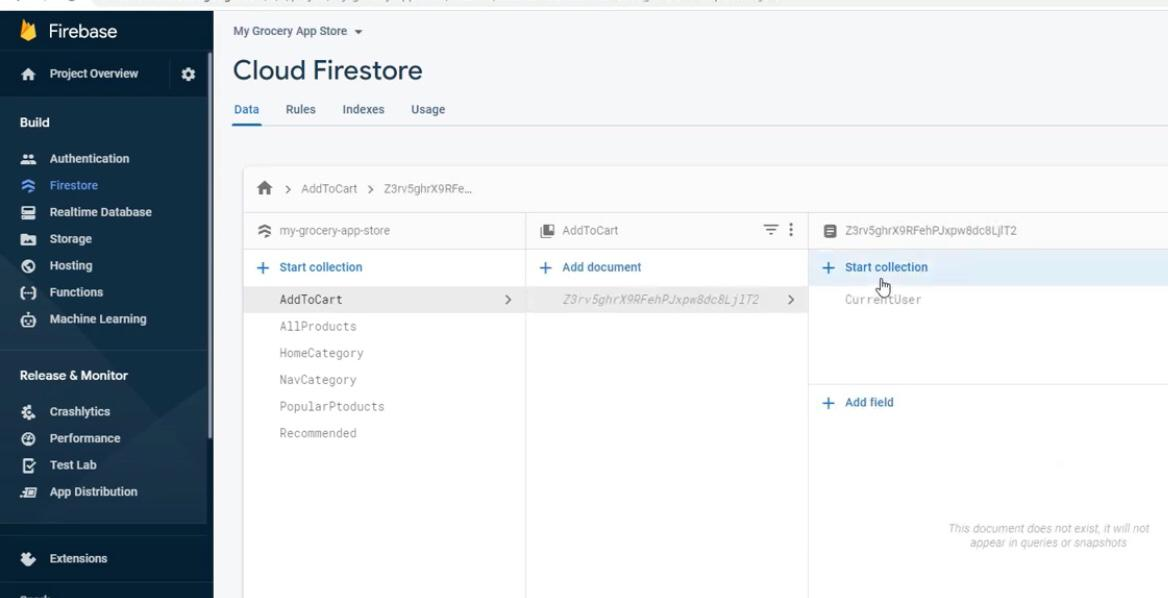 Firebase
Project Overview
Build
Authentication
Firestore
Realtime Database
Storage
Hosting
Functions
Machine Learning
Release & Monitor
Crashlytics
Performance
Test Lab
App Distribution
Extensions
My Grocery App Store
Cloud Firestore
Data Rules Indexes Usage
AddToCart Z3rv5ghrX9RFe...
my-grocery-app-store
Start collection
AddToCart
AllProducts
HomeCategory
NavCategory
PopularPtoducts
Recommended
AddToCart
Add document
Z3rv5ghrX9RFehPJxpw8dc8LjlT2
Z3rv5ghrX9RFehPJxpw8dc8LjlT2
Start collection
CurrentUser
Add field
This document does not exist, it will not
appear in queries or snapshots